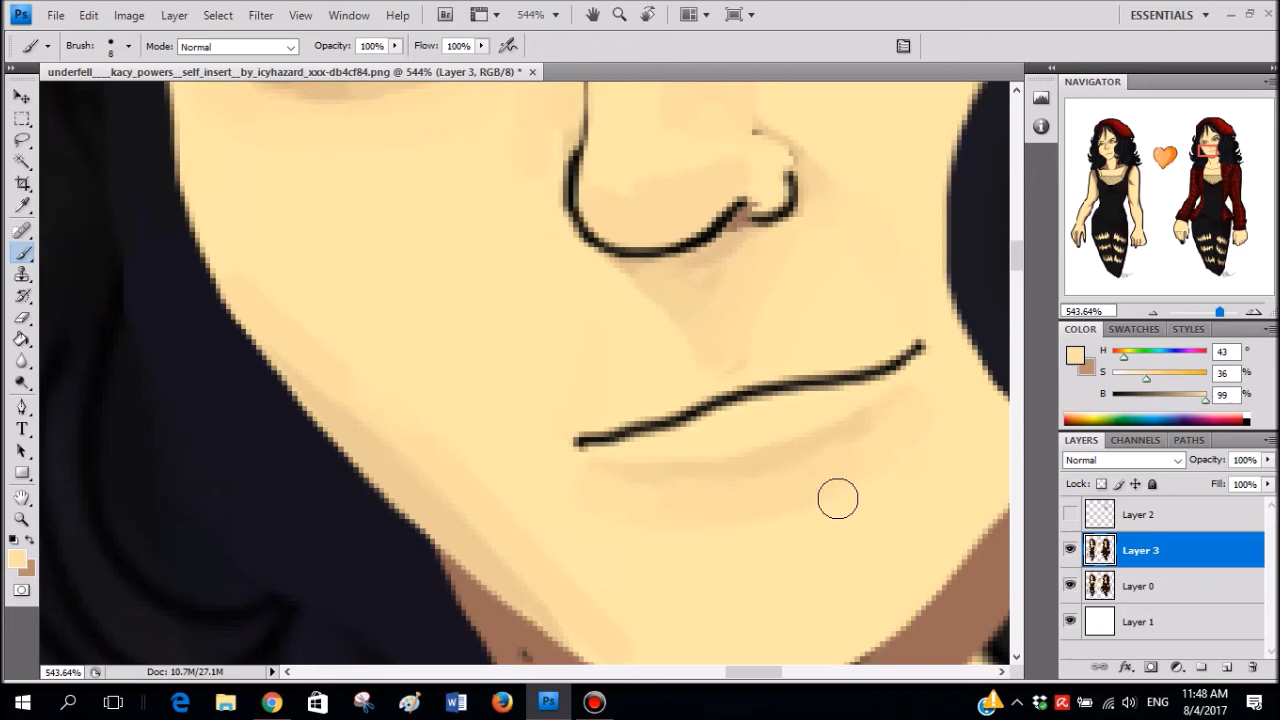 Ps File Edit Image Layer Select Filter View Window Help Br 544% ESSENTIALS
Brush: 8 Mode: Normal Opacity: 100% Flow: 100%
underfell____kacy_powers__self_insert__by_icyhazard_xxx-db4cf84.png @ 544% (Layer 3, RGB/8) *
NAVIGATOR
543.64%
COLOR SWATCHES STYLES
H 43 °
S 36 %
B 99 %
LAYERS CHANNELS PATHS
Normal Opacity: 100%
Lock: Fill: 100%
Layer 2
Layer 3
Layer 0
Layer 1
543.64% Doc: 10.7M/27.1M
ENG 11:48 AM
8/4/2017